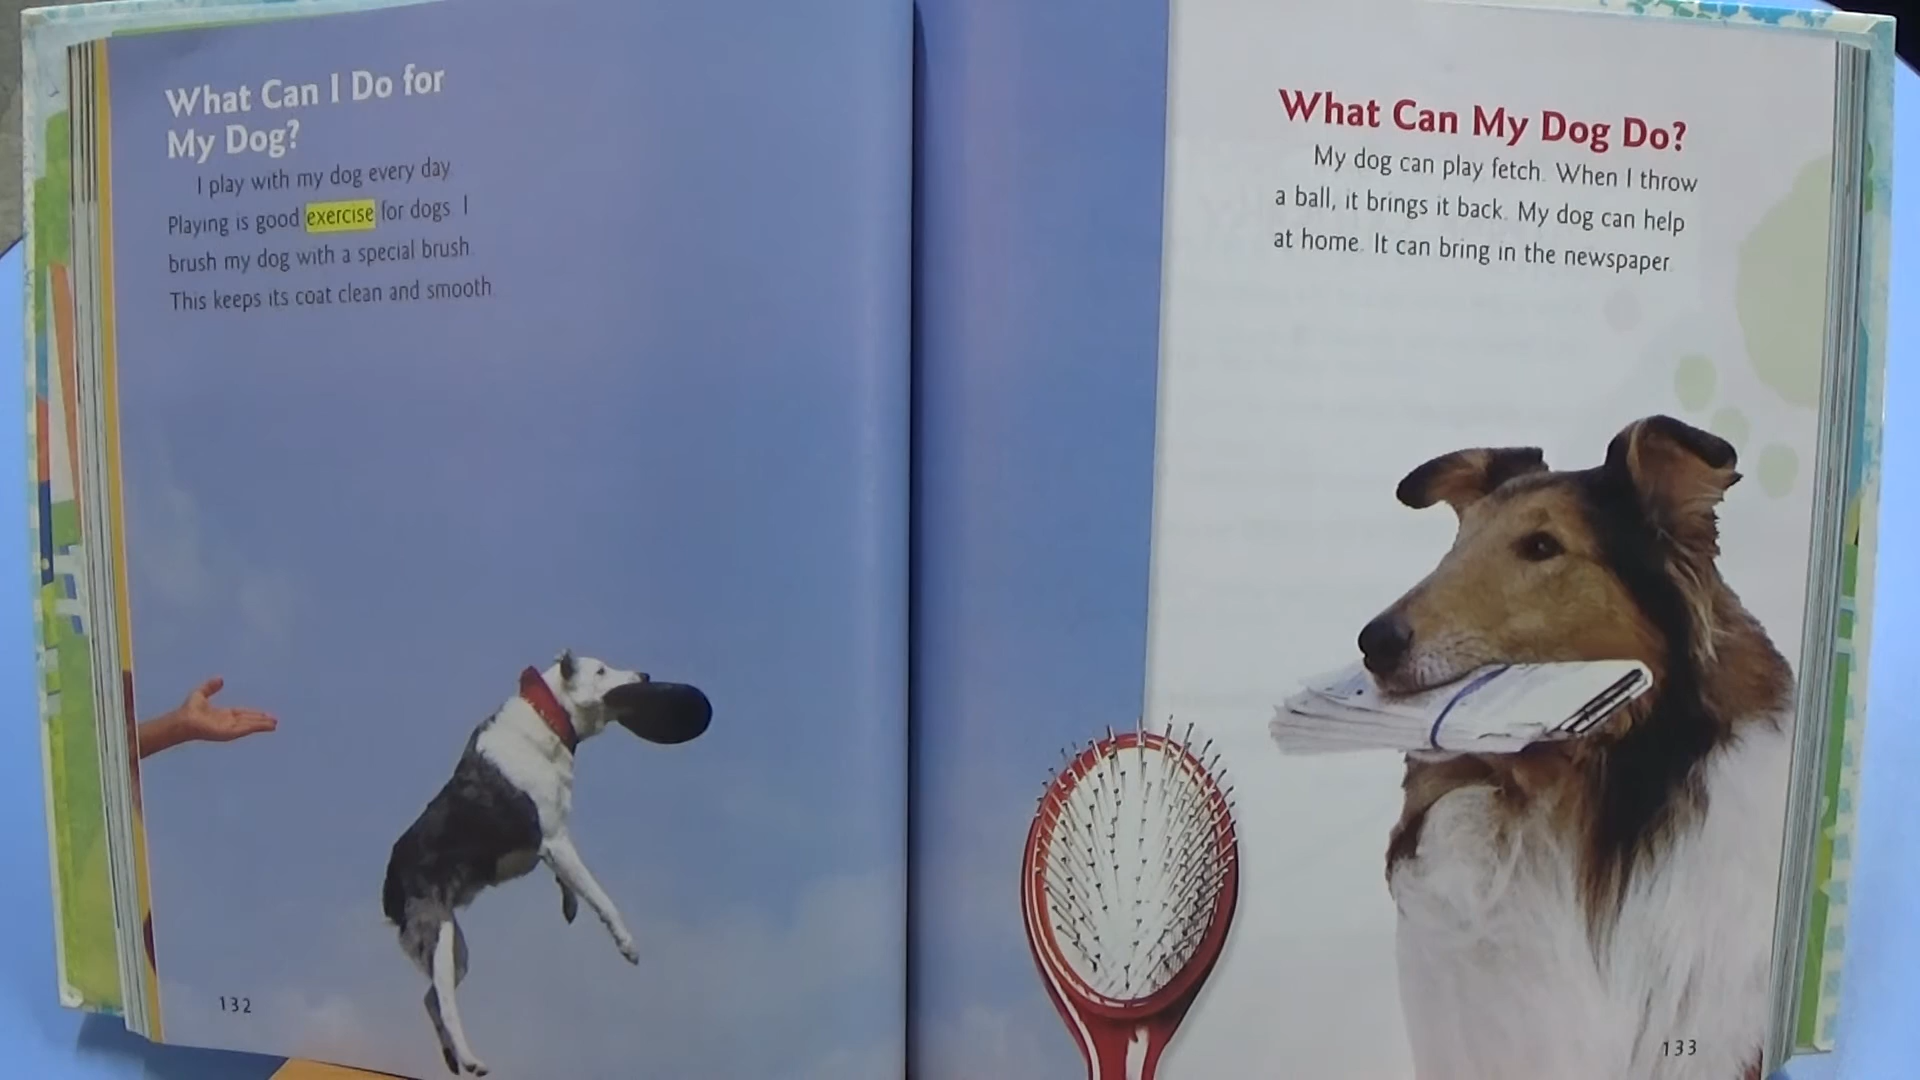 What Can I Do for
My Dog?
I play with my dog every day.
Playing is good exercise for dogs. I
brush my dog with a special brush.
This keeps its coat clean and smooth.
132
What Can My Dog Do?
My dog can play fetch. When I throw
a ball, it brings it back. My dog can help
at home. It can bring in the newspaper.
133